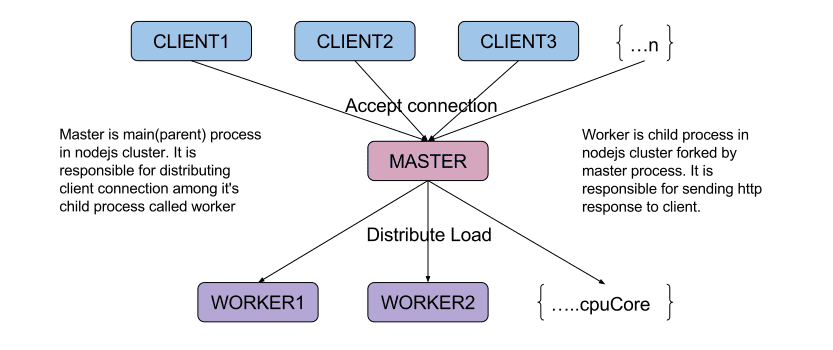 CLIENT1
CLIENT2
CLIENT3
{ ...n }
Accept connection
Master is main(parent) process
in nodejs cluster. It is
responsible for distributing
client connection among it's
child process called worker
MASTER
Worker is child process in
nodejs cluster forked by
master process. It is
responsible for sending http
response to client.
Distribute Load
WORKER1
WORKER2
{ .....cpuCore }